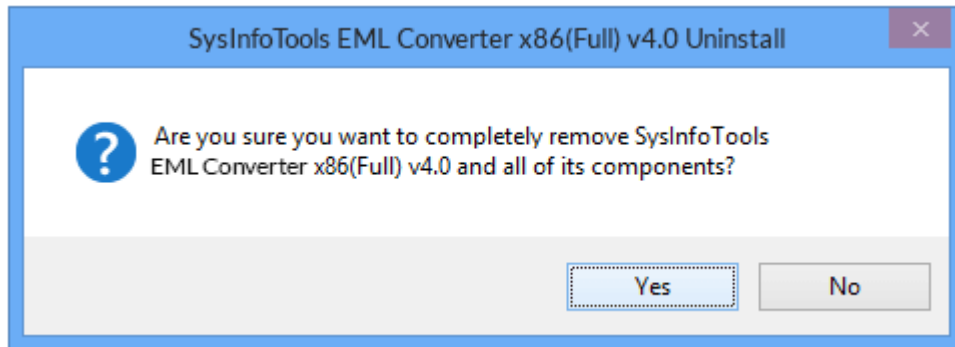 SysInfoTools EML Converter x86(Full) v4.0 Uninstall
Are you sure you want to completely remove SysInfoTools
EML Converter x86(Full) v4.0 and all of its components?
Yes No